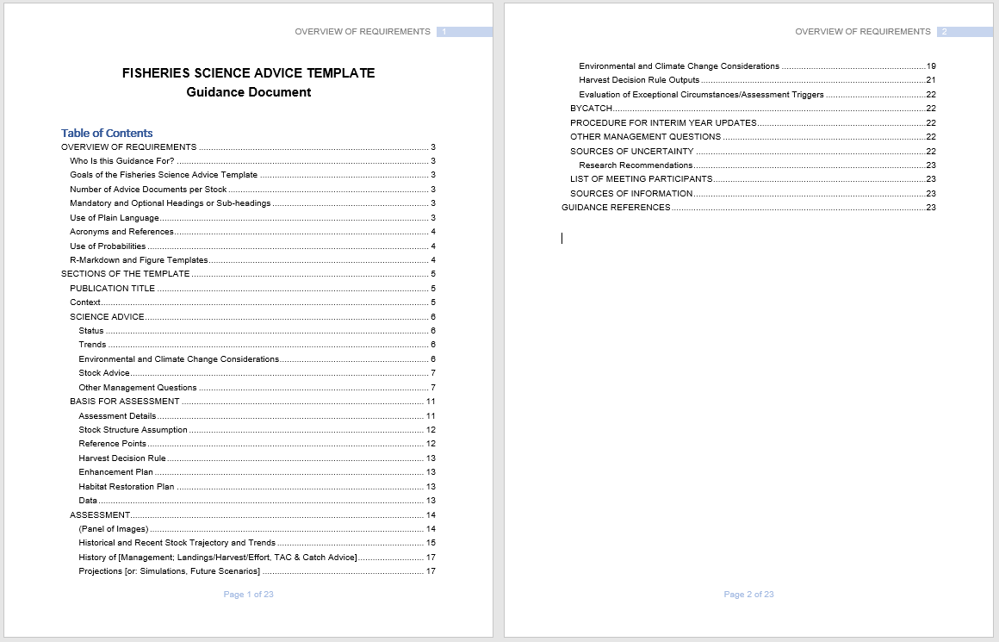 OVERVIEW OF REQUIREMENTS 1
FISHERIES SCIENCE ADVICE TEMPLATE
Guidance Document
Table of Contents
OVERVIEW OF REQUIREMENTS ........ 3
Who Is this Guidance For? ........ 3
Goals of the Fisheries Science Advice Template ........ 3
Number of Advice Documents per Stock ........ 3
Mandatory and Optional Headings or Sub-headings ........ 3
Use of Plain Language ........ 3
Acronyms and References ........ 4
Use of Probabilities ........ 4
R-Markdown and Figure Templates ........ 4
SECTIONS OF THE TEMPLATE ........ 5
PUBLICATION TITLE ........ 5
Context ........ 5
SCIENCE ADVICE ........ 6
Status ........ 6
Trends ........ 6
Environmental and Climate Change Considerations ........ 6
Stock Advice ........ 7
Other Management Questions ........ 7
BASIS FOR ASSESSMENT ........ 11
Assessment Details ........ 11
Stock Structure Assumption ........ 12
Reference Points ........ 12
Harvest Decision Rule ........ 13
Enhancement Plan ........ 13
Habitat Restoration Plan ........ 13
Data ........ 13
ASSESSMENT ........ 14
(Panel of Images) ........ 14
Historical and Recent Stock Trajectory and Trends ........ 15
History of [Management; Landings/Harvest/Effort, TAC & Catch Advice] ........ 17
Projections [or: Simulations, Future Scenarios] ........ 17
Page 1 of 23
OVERVIEW OF REQUIREMENTS 2
Environmental and Climate Change Considerations ........ 19
Harvest Decision Rule Outputs ........ 21
Evaluation of Exceptional Circumstances/Assessment Triggers ........ 22
BYCATCH ........ 22
PROCEDURE FOR INTERIM YEAR UPDATES ........ 22
OTHER MANAGEMENT QUESTIONS ........ 22
SOURCES OF UNCERTAINTY ........ 22
Research Recommendations ........ 23
LIST OF MEETING PARTICIPANTS ........ 23
SOURCES OF INFORMATION ........ 23
GUIDANCE REFERENCES ........ 23
Page 2 of 23